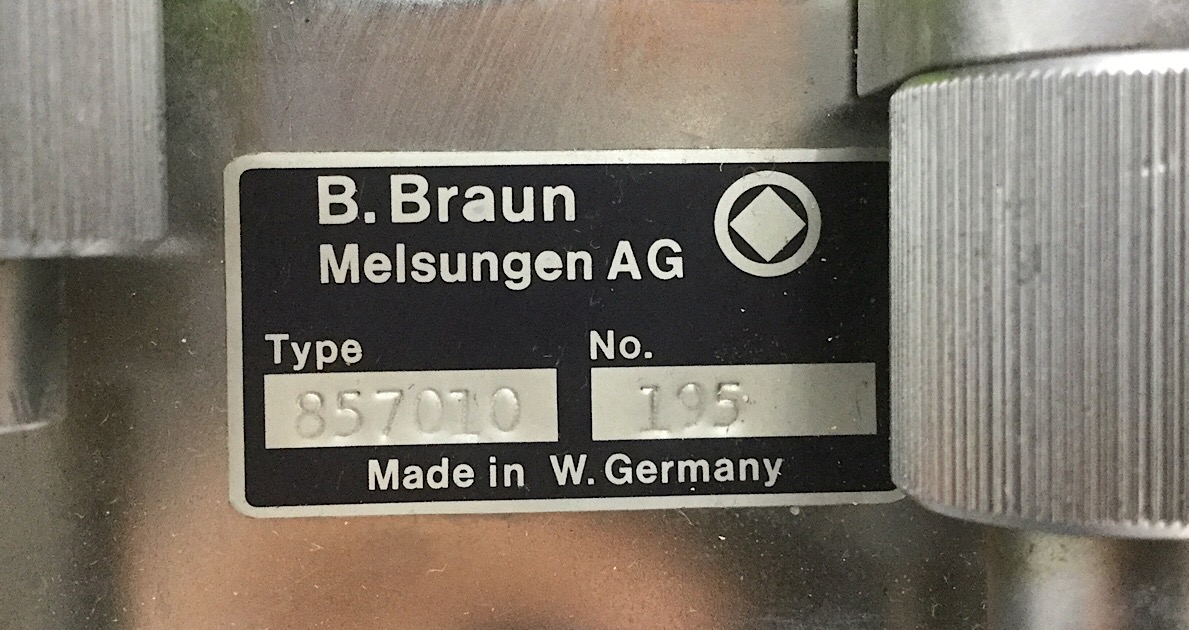 B. Braun
Melsungen AG
Type No.
857010 195
Made in W. Germany